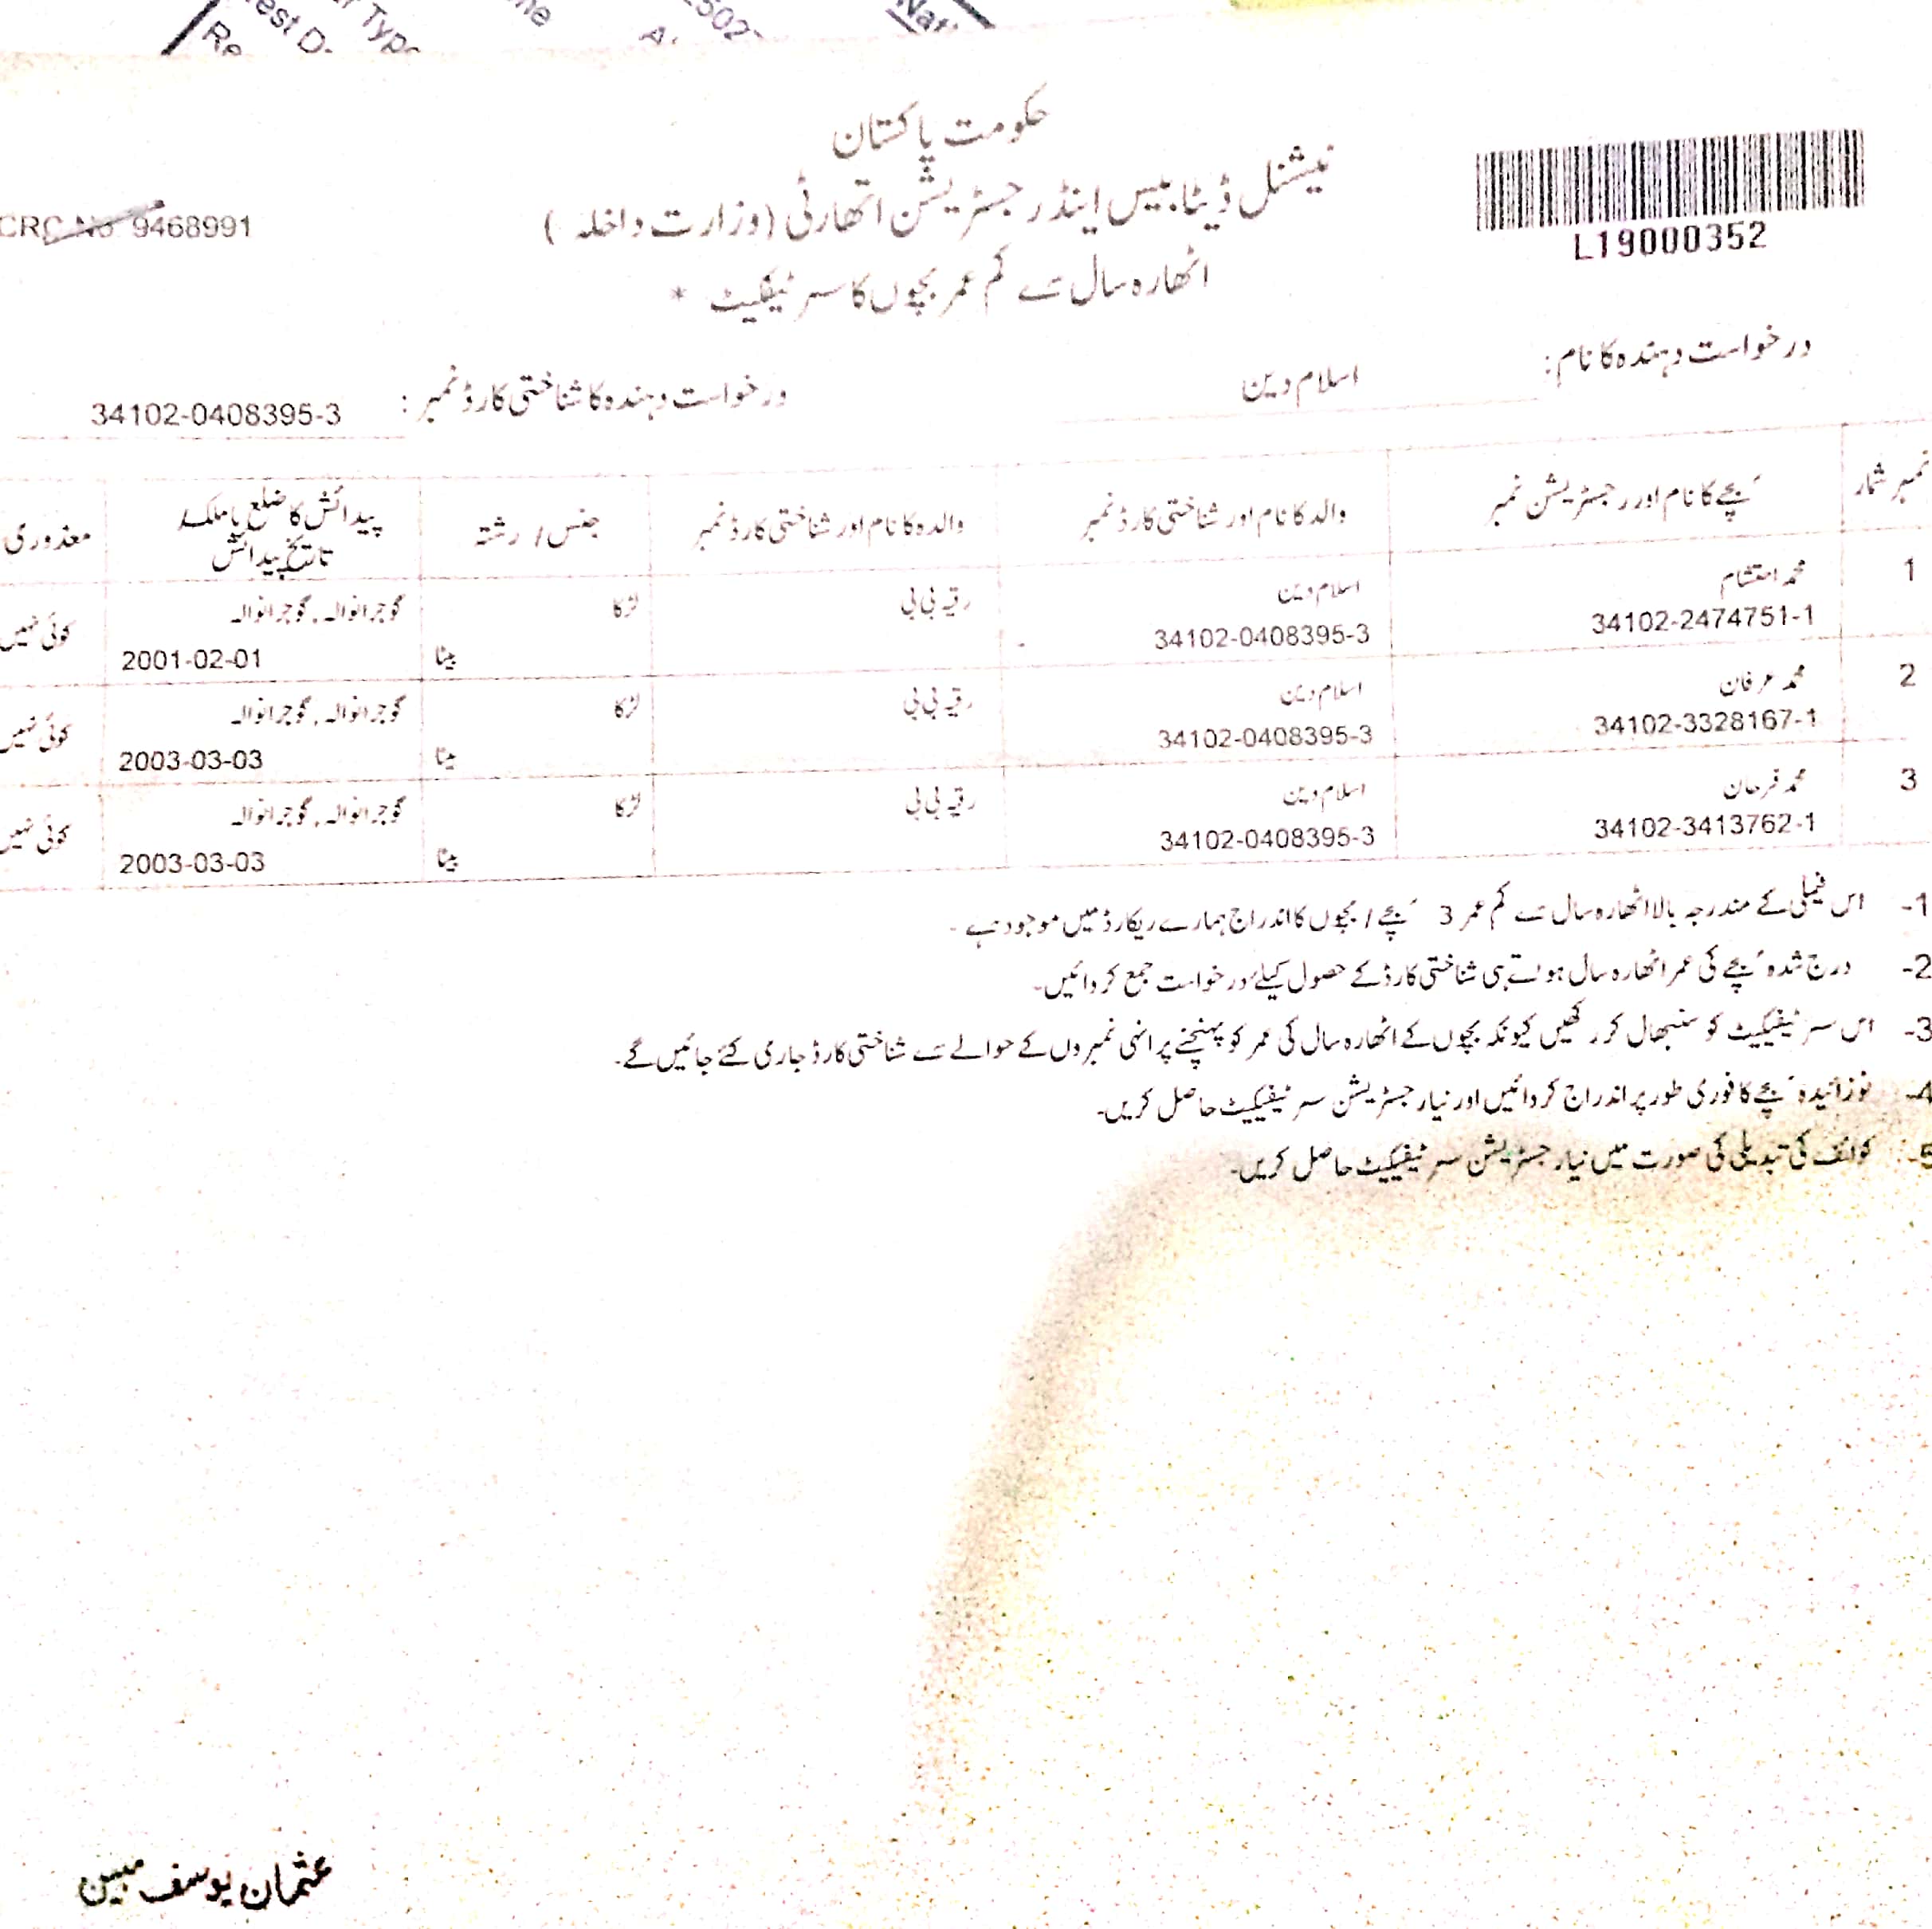 حکومت پاکستان
نیشنل ڈیٹا بیس اینڈ رجسٹریشن اتھارٹی (وزارت داخلہ)
اٹھارہ سال سے کم عمر بچوں کا سرٹیفکیٹ *
CRC No 9468991
L19000352
درخواست دہندہ کا نام: اسلام دین
درخواست دہندہ کا شناختی کارڈ نمبر: 34102-0408395-3
نمبر شمار بچے کا نام اور رجسٹریشن نمبر والد کا نام اور شناختی کارڈ نمبر والدہ کا نام اور شناختی کارڈ نمبر جنس / رشتہ پیدائش کا ضلع یا ملک معذوری
تاریخ پیدائش
1 محمد احتشام اسلام دین رقیہ بی بی لڑکا گوجرانوالہ, گوجرانوالہ کوئی نہیں
34102-2474751-1 34102-0408395-3 بیٹا 2001-02-01
2 محمد عرفان اسلام دین رقیہ بی بی لڑکا گوجرانوالہ, گوجرانوالہ کوئی نہیں
34102-3328167-1 34102-0408395-3 بیٹا 2003-03-03
3 محمد فرحان اسلام دین رقیہ بی بی لڑکا گوجرانوالہ, گوجرانوالہ کوئی نہیں
34102-3413762-1 34102-0408395-3 بیٹا 2003-03-03
1- اس فیملی کے مندرجہ بالا اٹھارہ سال سے کم عمر 3 بچے / بچوں کا اندراج ہمارے ریکارڈ میں موجود ہے۔
2- درج شدہ بچے کی عمر اٹھارہ سال ہوتے ہی شناختی کارڈ کے حصول کیلئے درخواست جمع کروائیں۔
3- اس سرٹیفیکیٹ کو سنبھال کر رکھیں کیونکہ بچوں کے اٹھارہ سال کی عمر کو پہنچنے پر انہی نمبروں کے حوالے سے شناختی کارڈ جاری کئے جائیں گے۔
4- نوزائیدہ بچے کا فوری طور پر اندراج کروائیں اور نیا رجسٹریشن سرٹیفیکیٹ حاصل کریں۔
5- کوائف کی تبدیلی کی صورت میں نیا رجسٹریشن سرٹیفیکیٹ حاصل کریں۔
عثمان یوسف مبین